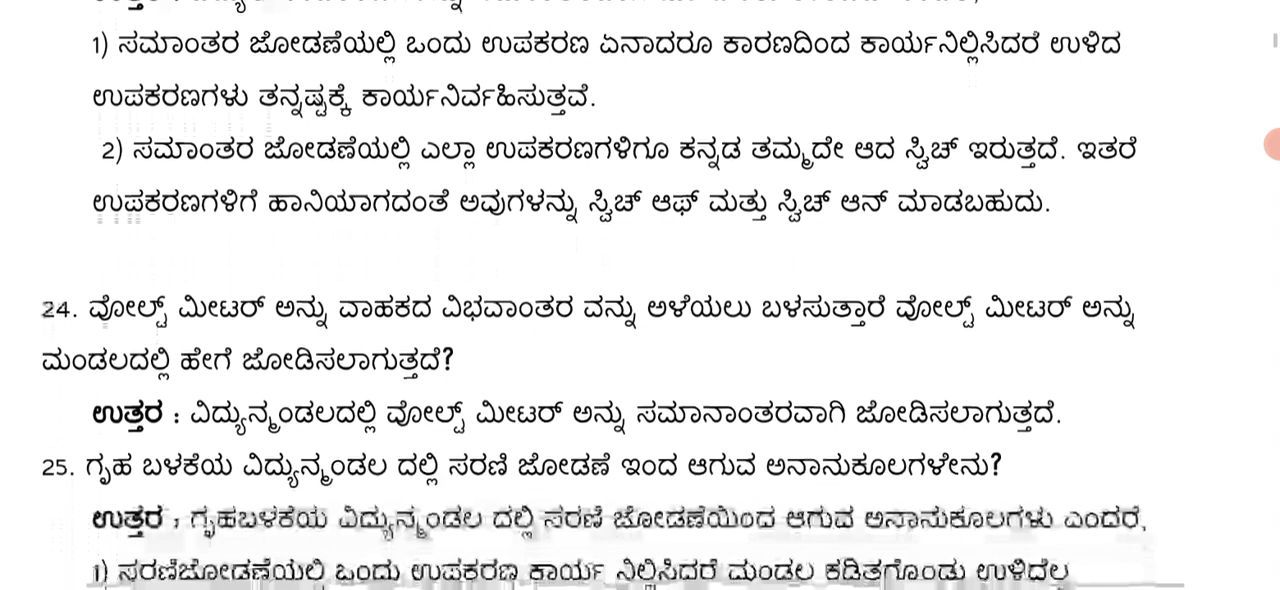 1) ಸಮಾಂತರ ಜೋಡಣೆಯಲ್ಲಿ ಒಂದು ಉಪಕರಣ ಏನಾದರೂ ಕಾರಣದಿಂದ ಕಾರ್ಯನಿಲ್ಲಿಸಿದರೆ ಉಳಿದ
ಉಪಕರಣಗಳು ತನ್ನಷ್ಟಕ್ಕೆ ಕಾರ್ಯನಿರ್ವಹಿಸುತ್ತವೆ.
2) ಸಮಾಂತರ ಜೋಡಣೆಯಲ್ಲಿ ಎಲ್ಲಾ ಉಪಕರಣಗಳಿಗೂ ಕನ್ನಡ ತಮ್ಮದೇ ಆದ ಸ್ವಿಚ್ ಇರುತ್ತದೆ. ಇತರೆ
ಉಪಕರಣಗಳಿಗೆ ಹಾನಿಯಾಗದಂತೆ ಅವುಗಳನ್ನು ಸ್ವಿಚ್ ಆಫ್ ಮತ್ತು ಸ್ವಿಚ್ ಆನ್ ಮಾಡಬಹುದು.
24. ವೋಲ್ಟ್ ಮೀಟರ್ ಅನ್ನು ವಾಹಕದ ವಿಭವಾಂತರ ವನ್ನು ಅಳೆಯಲು ಬಳಸುತ್ತಾರೆ ವೋಲ್ಟ್ ಮೀಟರ್ ಅನ್ನು
ಮಂಡಲದಲ್ಲಿ ಹೇಗೆ ಜೋಡಿಸಲಾಗುತ್ತದೆ?
ಉತ್ತರ : ವಿದ್ಯುನ್ಮಂಡಲದಲ್ಲಿ ವೋಲ್ಟ್ ಮೀಟರ್ ಅನ್ನು ಸಮಾನಾಂತರವಾಗಿ ಜೋಡಿಸಲಾಗುತ್ತದೆ.
25. ಗೃಹ ಬಳಕೆಯ ವಿದ್ಯುನ್ಮಂಡಲ ದಲ್ಲಿ ಸರಣಿ ಜೋಡಣೆ ಇಂದ ಆಗುವ ಅನಾನುಕೂಲಗಳೇನು?
ಉತ್ತರ : ಗೃಹಬಳಕೆಯ ವಿದ್ಯುನ್ಮಂಡಲ ದಲ್ಲಿ ಸರಣಿ ಜೋಡಣೆಯಿಂದ ಆಗುವ ಅನಾನುಕೂಲಗಳು ಎಂದರೆ,
1) ಸರಣಿಜೋಡಣೆಯಲ್ಲಿ ಒಂದು ಉಪಕರಣ ಕಾರ್ಯ ನಿಲ್ಲಿಸಿದರೆ ಮಂಡಲ ಕಡಿತಗೊಂಡು ಉಳಿದೆಲ್ಲ